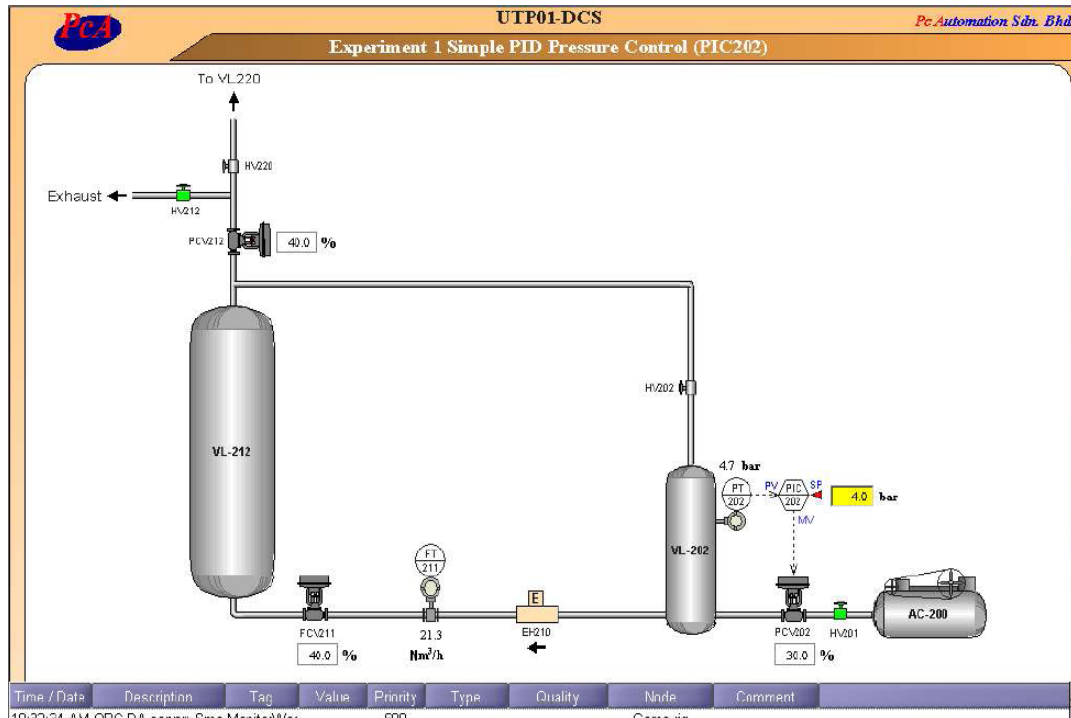 PcA
UTP01-DCS
PcAutomation Sdn. Bhd
Experiment 1 Simple PID Pressure Control (PIC202)
To VL220
HV220
Exhaust
HV212
PCV212
40.0 %
HV202
VL-212
4.7 bar
PT
202
PV
PIC
202
SP
4.0 bar
MV
VL-202
FT
211
E
AC-200
FCV211
21.3
EH210
PCV202
HV201
40.0 %
Nm³/h
30.0 %
Time / Date Description Tag Value Priority Type Quality Node Comment